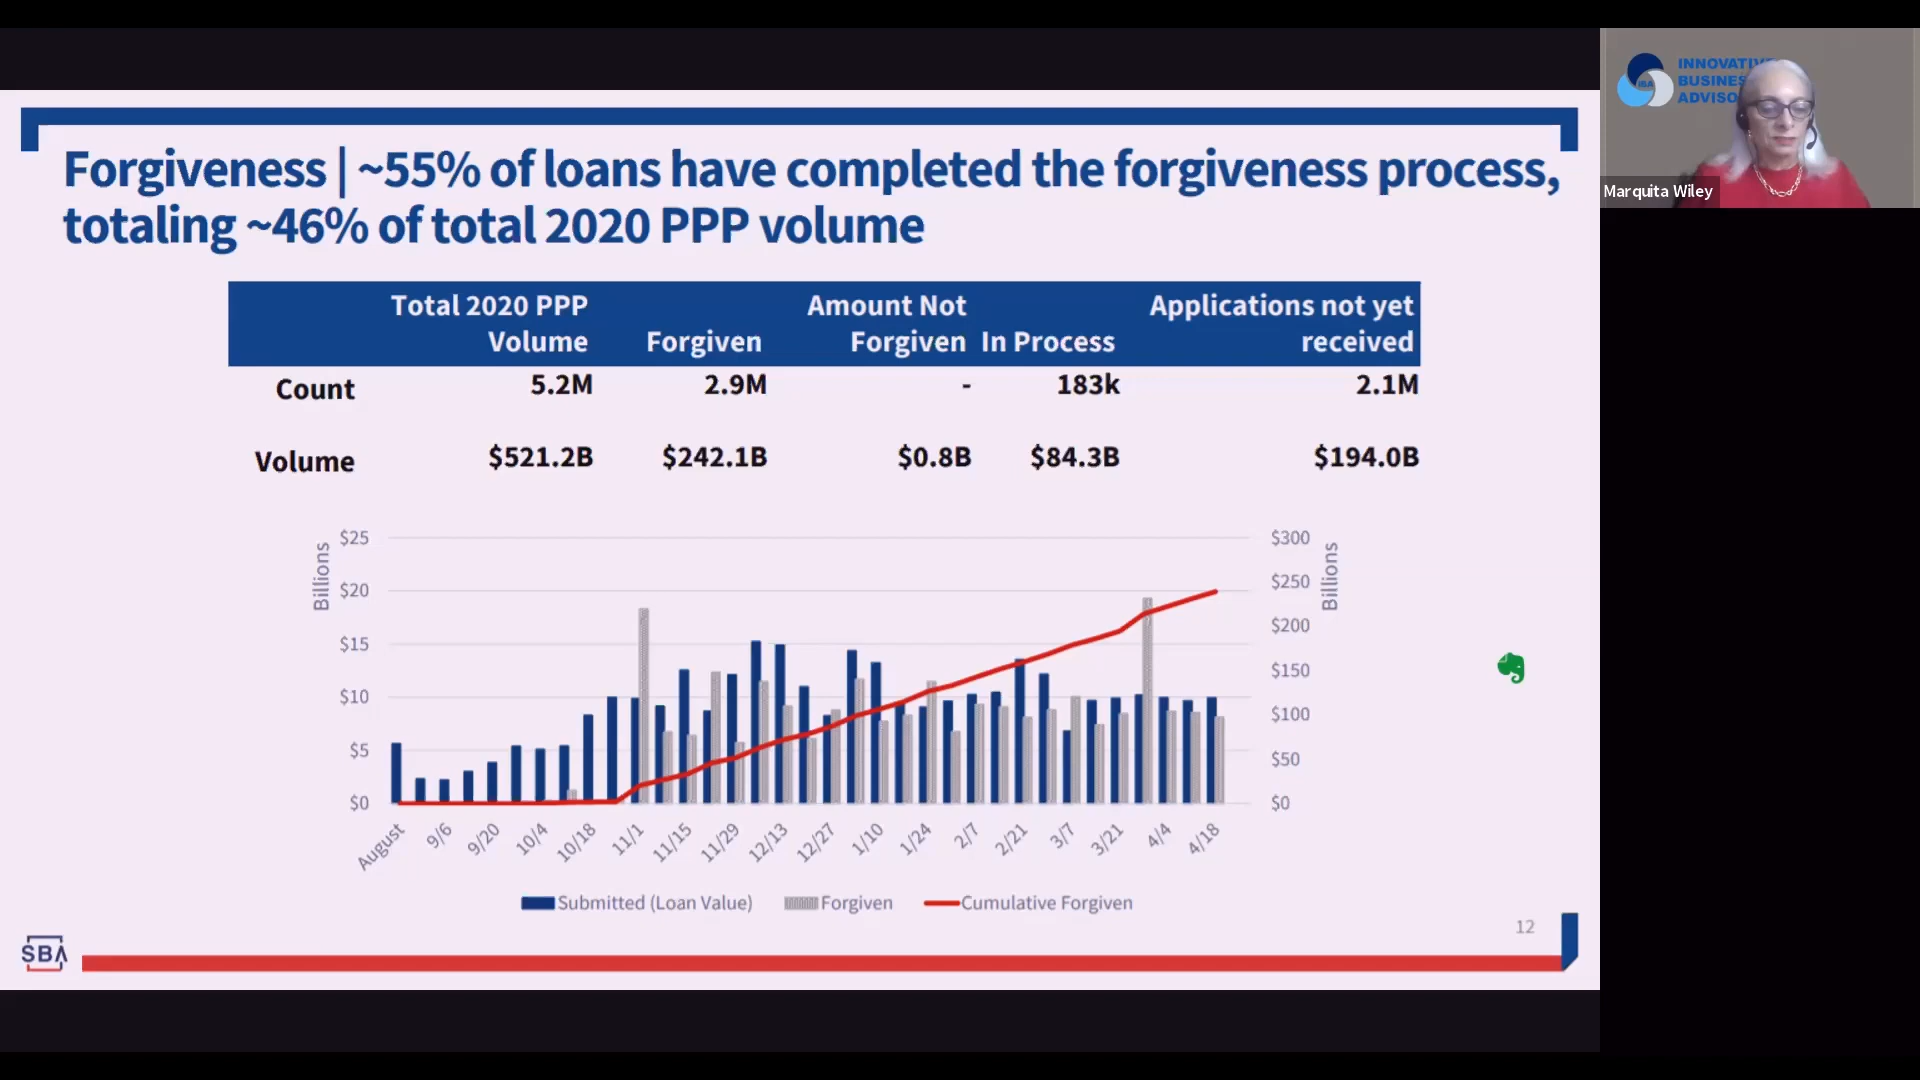 INNOVATIVE
BUSINES
ADVISO
IBA
Marquita Wiley
Forgiveness | ~55% of loans have completed the forgiveness process,
totaling ~46% of total 2020 PPP volume
Total 2020 PPP Volume
Forgiven
Amount Not Forgiven
In Process
Applications not yet received
Count 5.2M 2.9M - 183k 2.1M
Volume $521.2B $242.1B $0.8B $84.3B $194.0B
Billions
$25
$20
$15
$10
$5
$0
$300
$250
$200
$150
$100
$50
$0
Billions
August 9/6 9/20 10/4 10/18 11/1 11/15 11/29 12/13 12/27 1/10 1/24 2/7 2/21 3/7 3/21 4/4 4/18
Submitted (Loan Value) Forgiven Cumulative Forgiven
12
SBA